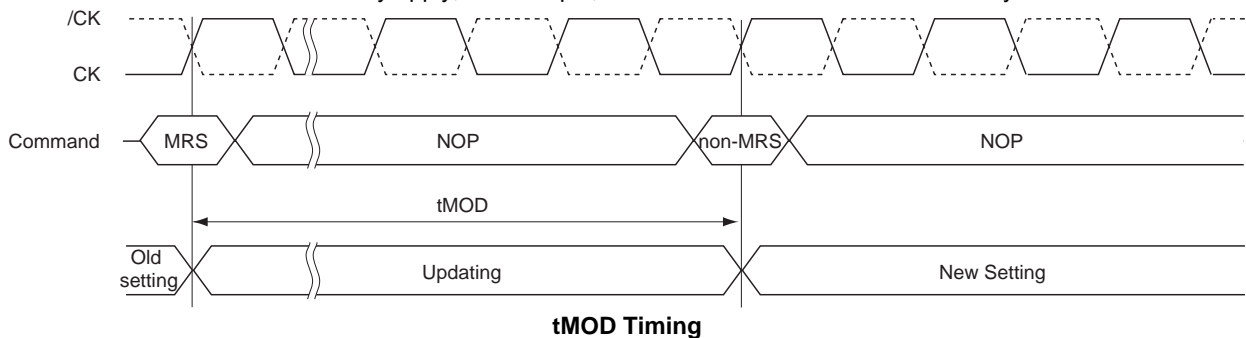 /CK
CK
Command
MRS
NOP
non-MRS
NOP
tMOD
Old
setting
Updating
New Setting
tMOD Timing